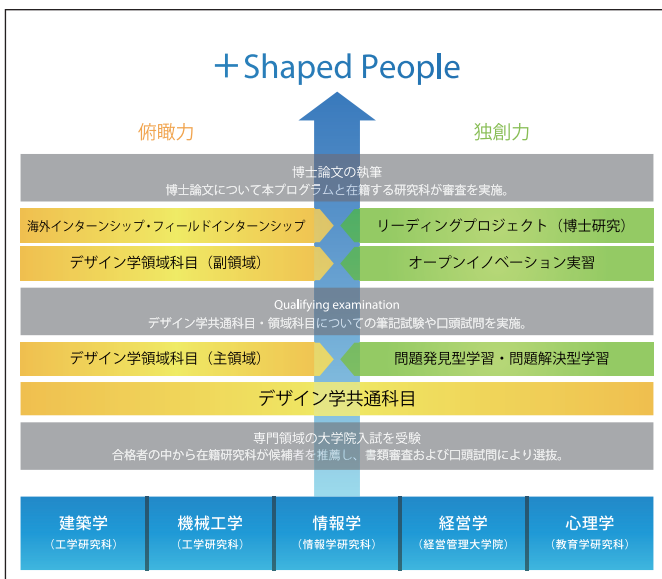 ＋Shaped People
俯瞰力
独創力
博士論文の執筆
博士論文について本プログラムと在籍する研究科が審査を実施。
海外インターンシップ・フィールドインターンシップ
リーディングプロジェクト（博士研究）
デザイン学領域科目（副領域）
オープンイノベーション実習
Qualifying examination
デザイン学共通科目・領域科目についての筆記試験や口頭試問を実施。
デザイン学領域科目（主領域）
問題発見型学習・問題解決型学習
デザイン学共通科目
専門領域の大学院入試を受験
合格者の中から在籍研究科が候補者を推薦し、書類審査および口頭試問により選抜。
建築学
（工学研究科）
機械工学
（工学研究科）
情報学
（情報学研究科）
経営学
（経営管理大学院）
心理学
（教育学研究科）